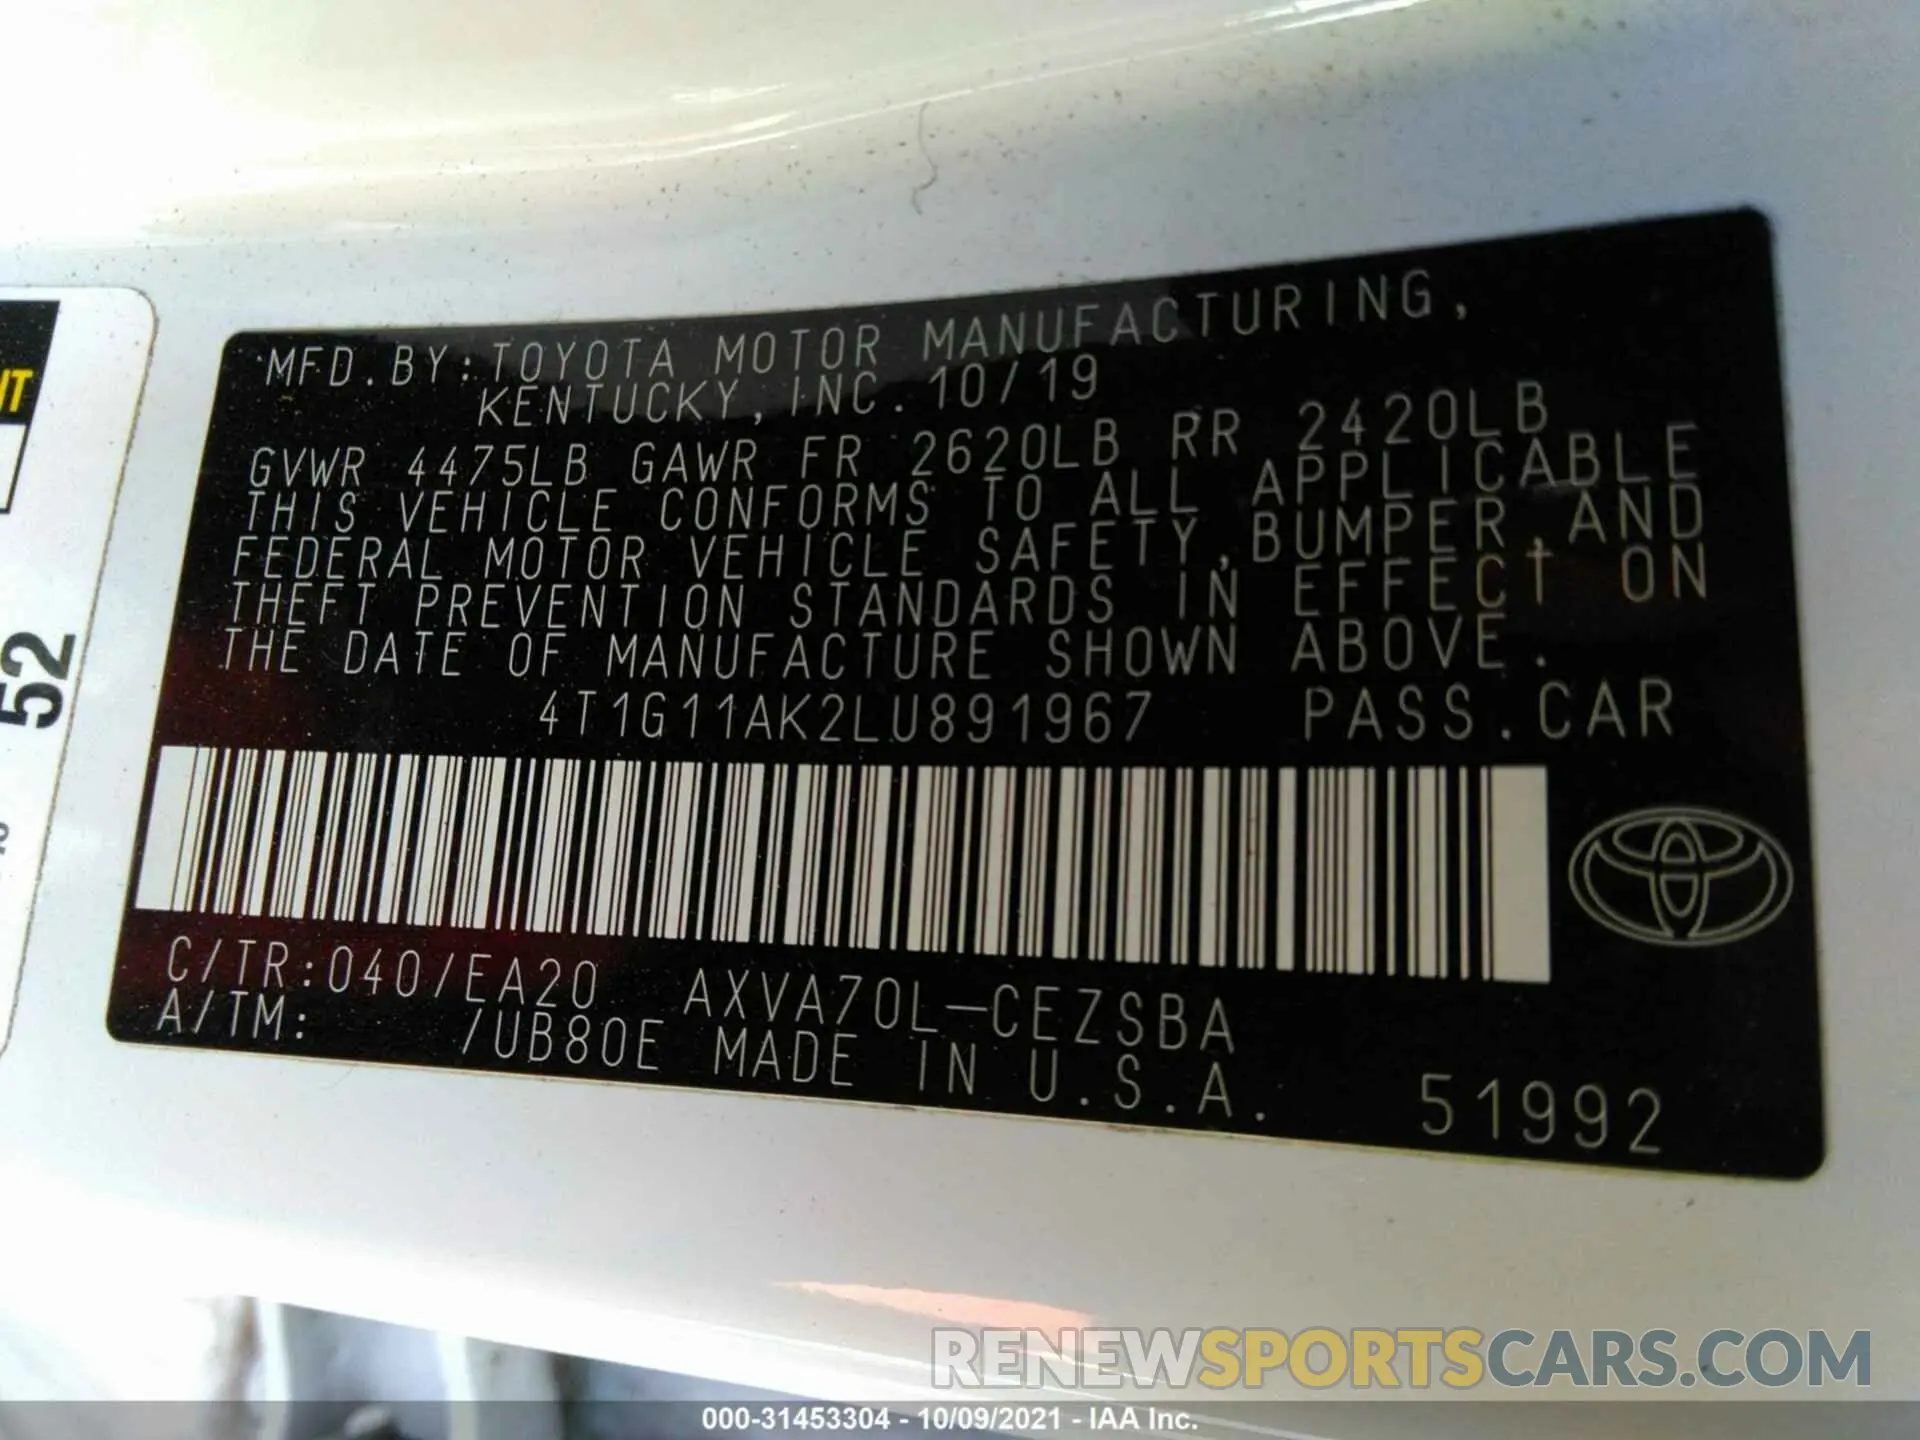 MFD.BY:TOYOTA MOTOR MANUFACTURING,
KENTUCKY,INC. 10/19
GVWR 4475LB GAWR FR 2620LB RR 2420LB
THIS VEHICLE CONFORMS TO ALL APPLICABLE
FEDERAL MOTOR VEHICLE SAFETY,BUMPER,AND
THEFT PREVENTION STANDARDS IN EFFECT ON
THE DATE OF MANUFACTURE SHOWN ABOVE.
4T1G11AK2LU891967 PASS.CAR
C/TR:040/EA20 AXVA70L-CEZSBA
A/TM: /UB80E MADE IN U.S.A.
51992
52
RENEWSPORTSCARS.COM
000-31453304 - 10/09/2021 - IAA Inc.